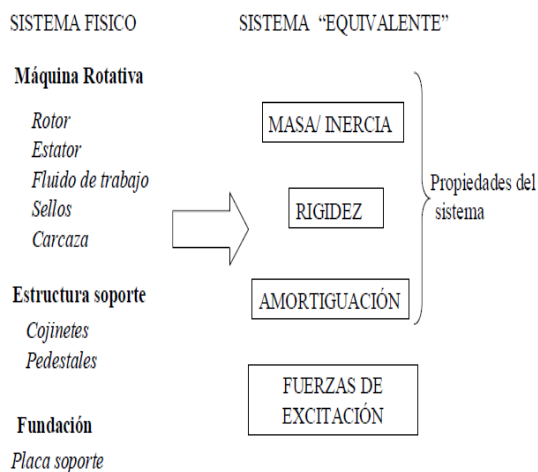 SISTEMA FISICO
SISTEMA “EQUIVALENTE”
Máquina Rotativa
Rotor
Estator
Fluido de trabajo
Sellos
Carcaza
Estructura soporte
Cojinetes
Pedestales
Fundación
Placa soporte
MASA/ INERCIA
RIGIDEZ
AMORTIGUACIÓN
FUERZAS DE
EXCITACIÓN
Propiedades del
sistema